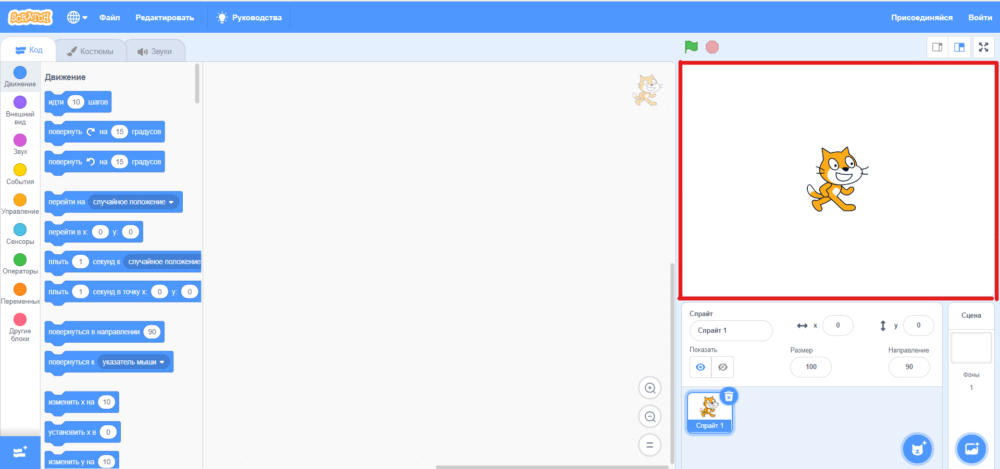 SCRATCH Файл Редактировать Руководства Присоединяйся Войти
Код Костюмы Звуки
Движение
Внешний
вид
Звук
События
Управление
Сенсоры
Операторы
Переменные
Другие
блоки
Движение
идти 10 шагов
повернуть на 15 градусов
повернуть на 15 градусов
перейти на случайное положение
перейти в x: 0 y: 0
плыть 1 секунд к случайное положение
плыть 1 секунд в точку x: 0 y: 0
повернуться в направлении 90
повернуться к указатель мыши
изменить x на 10
установить x в 0
изменить y на 10
Спрайт
Спрайт 1 x 0 y 0
Показать Размер Направление
100 90
Спрайт 1
Сцена
Фоны
1